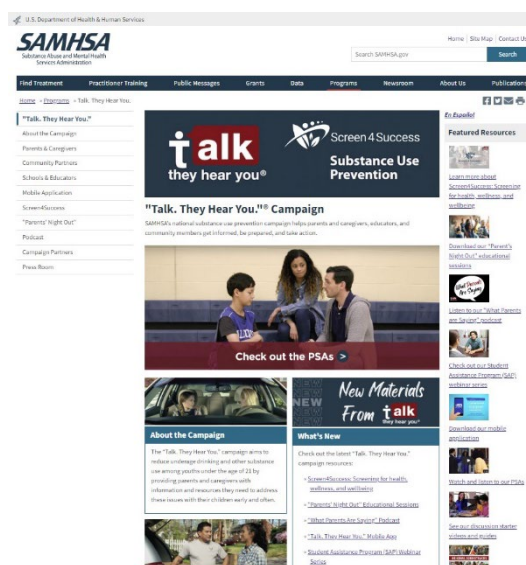 U.S. Department of Health & Human Services
SAMHSA
Substance Abuse and Mental Health
Services Administration
Home | Site Map | Contact Us
Search SAMHSA.gov
Search
Find Treatment
Practitioner Training
Public Messages
Grants
Data
Programs
Newsroom
About Us
Publications
Home » Programs » Talk. They Hear You.
"Talk. They Hear You."
About the Campaign
Parents & Caregivers
Community Partners
Schools & Educators
Mobile Application
Screen4Success
"Parents' Night Out"
Podcast
Campaign Partners
Press Room
talk
they hear you®
Screen4Success
Substance Use
Prevention
"Talk. They Hear You."® Campaign
SAMHSA's national substance use prevention campaign helps parents and caregivers, educators, and
community members get informed, be prepared, and take action.
Check out the PSAs >
About the Campaign
The "Talk. They Hear You." campaign aims to
reduce underage drinking and other substance
use among youths under the age of 21 by
providing parents and caregivers with
information and resources they need to address
these issues with their children early and often.
NEW
New Materials
From talk
they hear you®
What's New
Check out the latest "Talk. They Hear You."
campaign resources:
Screen4Success: Screening for health,
wellness, and wellbeing
"Parents' Night Out" Educational Sessions
"What Parents Are Saying" Podcast
"Talk. They Hear You." Mobile App
Student Assistance Program (SAP) Webinar
Series
En Español
Featured Resources
Learn more about
Screen4Success: Screening
for health, wellness, and
wellbeing
Download our "Parent's
Night Out" educational
sessions
What Parents
Are Saying
Listen to our "What Parents
are Saying" podcast
Check out our Student
Assistance Program (SAP)
webinar series
Download our mobile
application
Watch and listen to our PSAs
See our discussion starter
videos and guides